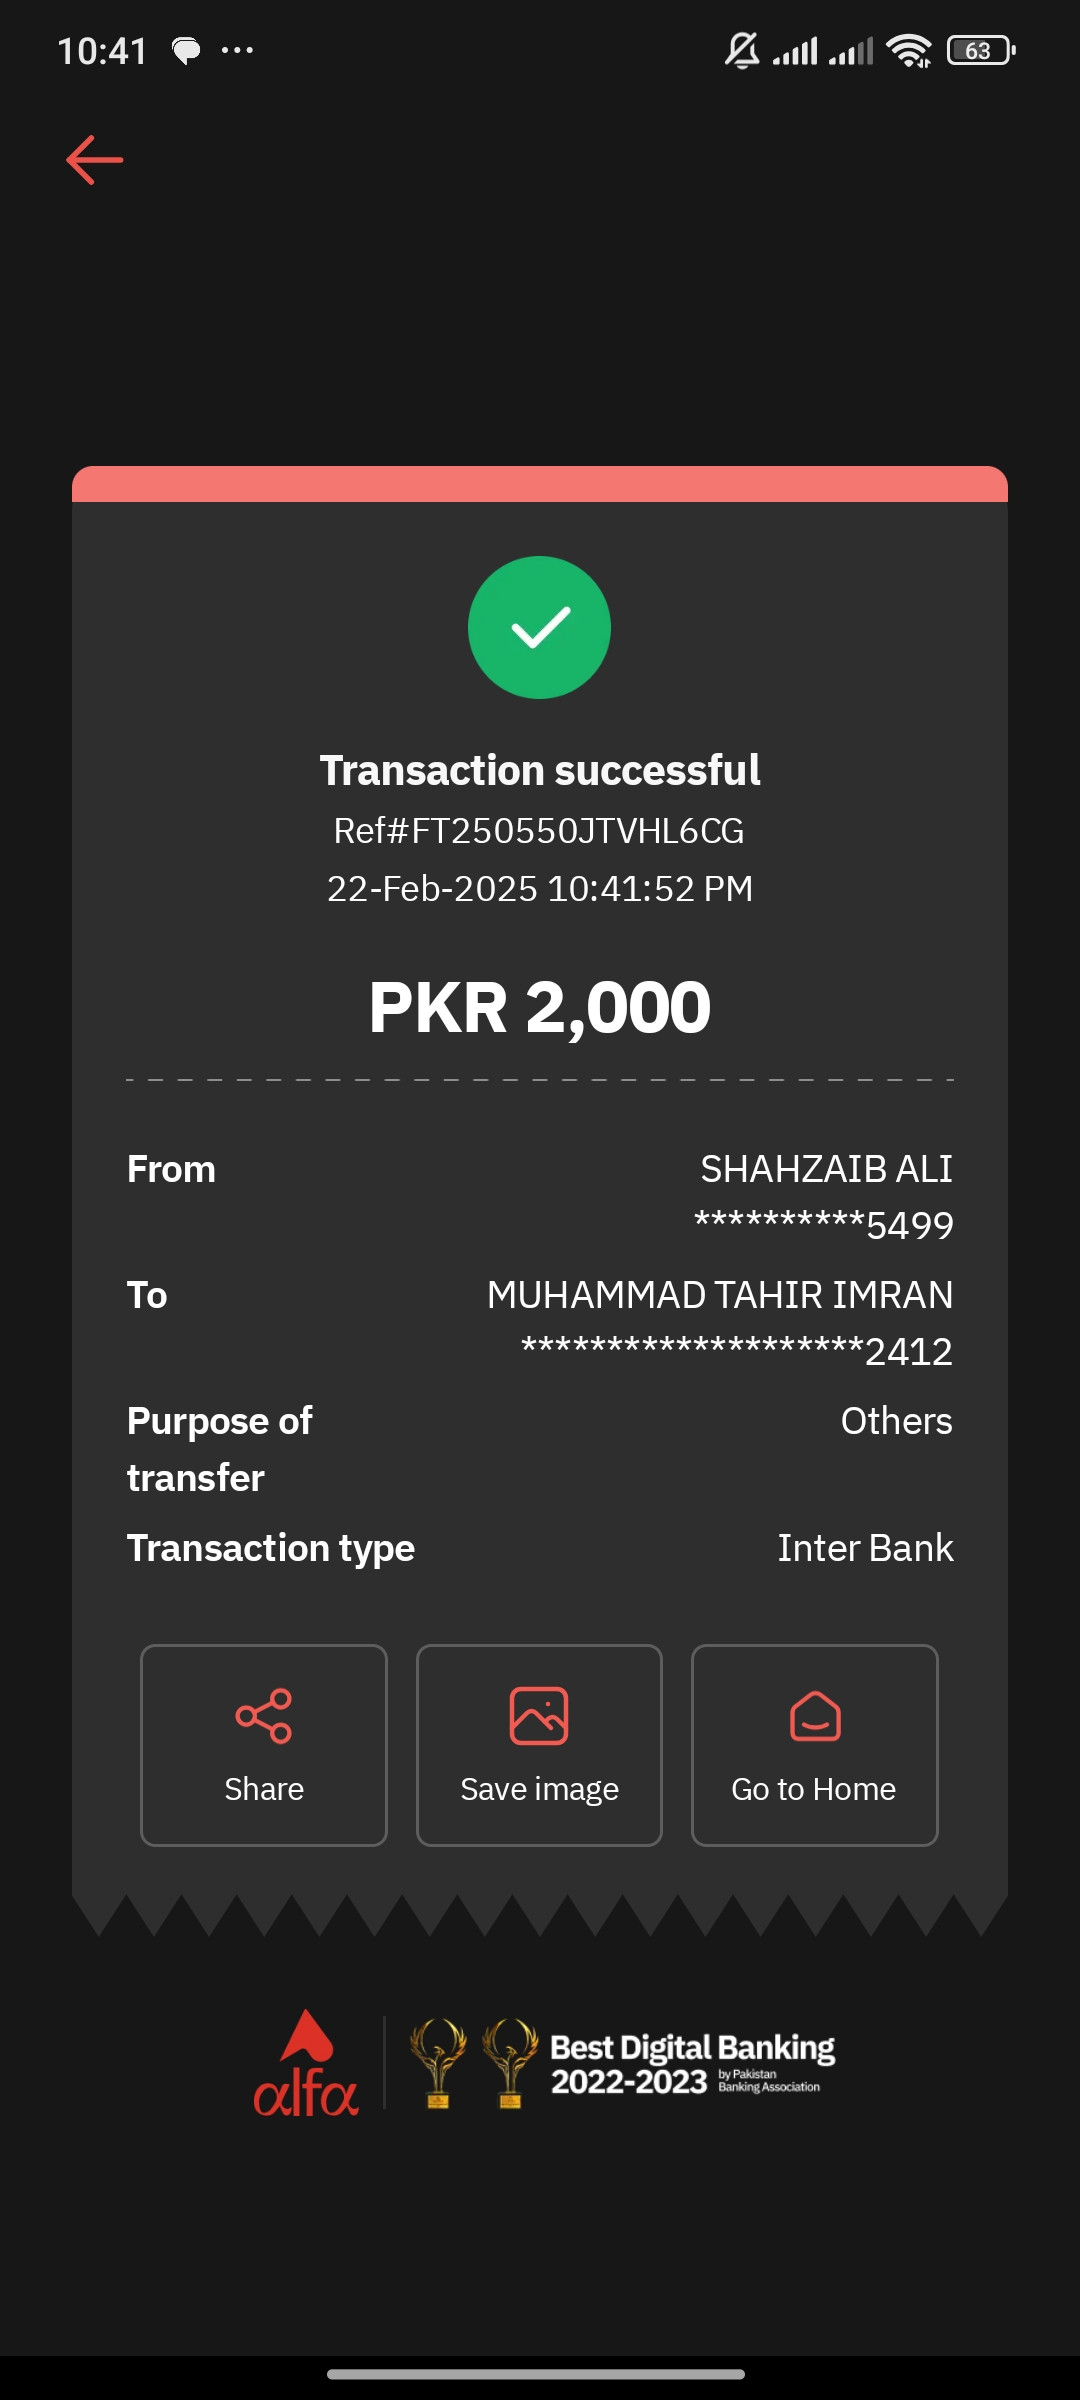 10:41
63
Transaction successful
Ref#FT250550JTVHL6CG
22-Feb-2025 10:41:52 PM
PKR 2,000
From SHAHZAIB ALI
**********5499
To MUHAMMAD TAHIR IMRAN
********************2412
Purpose of Others
transfer
Transaction type Inter Bank
Share Save image Go to Home
alfa
Best Digital Banking
2022-2023 by Pakistan
Banking Association